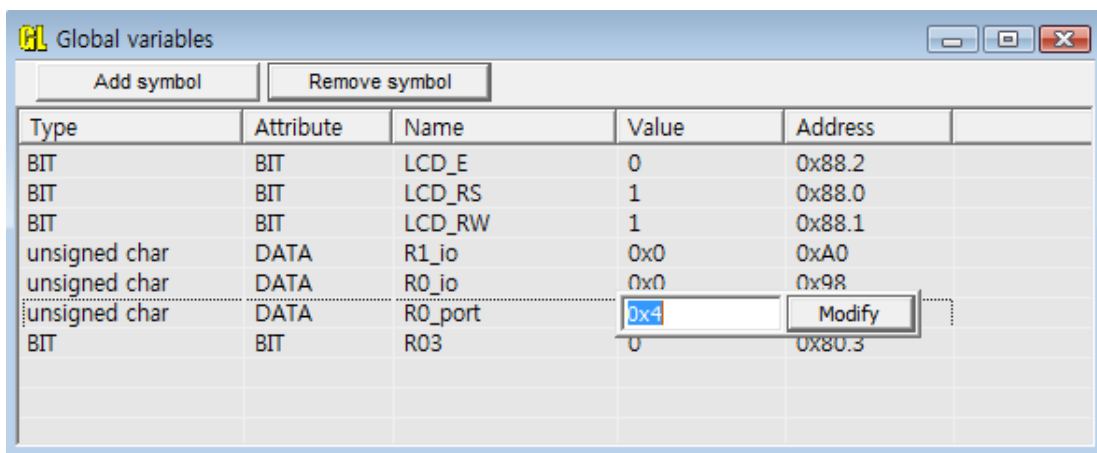 GL Global variables
Add symbol Remove symbol
Type Attribute Name Value Address
BIT BIT LCD_E 0 0x88.2
BIT BIT LCD_RS 1 0x88.0
BIT BIT LCD_RW 1 0x88.1
unsigned char DATA R1_io 0x0 0xA0
unsigned char DATA R0_io 0x0 0x98
unsigned char DATA R0_port 0x4 Modify
BIT BIT R03 0 0x80.3